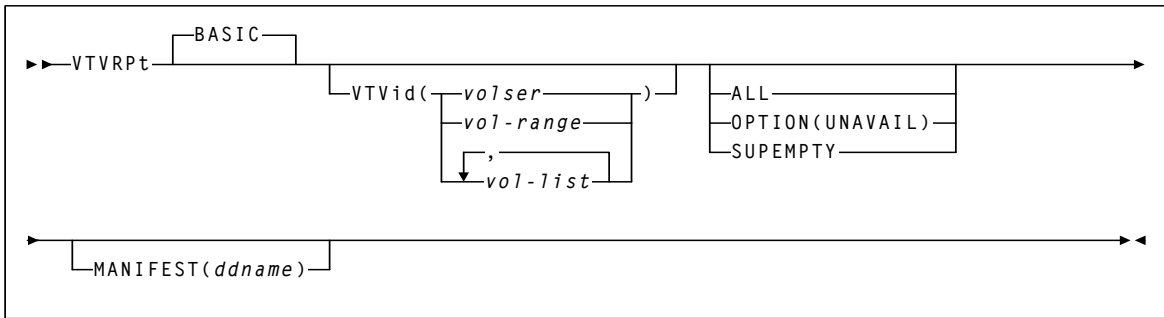 BASIC
VTVRPt
VTVid( volser )
vol-range
,
vol-list
ALL
OPTION(UNAVAIL)
SUPEMPTY
MANIFEST(ddname)